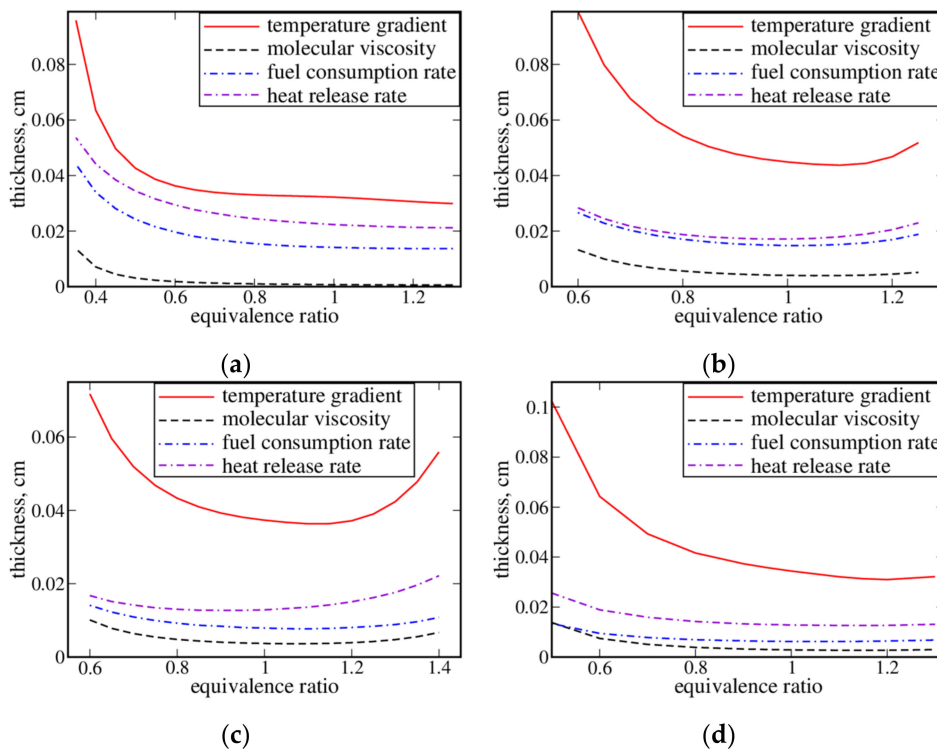 temperature gradient
molecular viscosity
fuel consumption rate
heat release rate
0.08
0.06
0.04
0.02
0
thickness, cm
0.4 0.6 0.8 1 1.2
equivalence ratio
(a)
temperature gradient
molecular viscosity
fuel consumption rate
heat release rate
0.08
0.06
0.04
0.02
0
thickness, cm
0.6 0.8 1 1.2
equivalence ratio
(b)
temperature gradient
molecular viscosity
fuel consumption rate
heat release rate
0.06
0.04
0.02
0
thickness, cm
0.6 0.8 1 1.2 1.4
equivalence ratio
(c)
temperature gradient
molecular viscosity
fuel consumption rate
heat release rate
0.1
0.08
0.06
0.04
0.02
0
thickness, cm
0.6 0.8 1 1.2
equivalence ratio
(d)